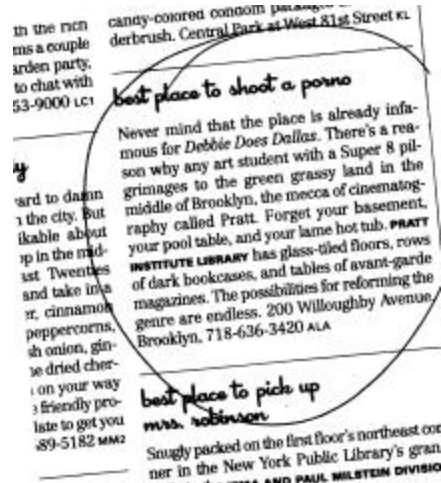 th the rich
ms a couple
arden party,
to chat with
53-9000 LC1
y
ard to damn
n the city. But
ikable about
op in the mid-
ast Twenties
and take in a
er, cinnamon
peppercorns,
sh onion, gin-
he dried cher-
on your way
friendly pro-
late to get you
89-5182 MM2
candy-colored condom
derbrush. Central Park at West 81st Street KL
best place to shoot a porno
Never mind that the place is already infa-
mous for Debbie Does Dallas. There's a rea-
son why any art student with a Super 8 pil-
grimages to the green grassy land in the
middle of Brooklyn, the mecca of cinematog-
raphy called Pratt. Forget your basement,
your pool table, and your lame hot tub. PRATT
INSTITUTE LIBRARY has glass-tiled floors, rows
of dark bookcases, and tables of avant-garde
magazines. The possibilities for reforming the
genre are endless. 200 Willoughby Avenue,
Brooklyn, 718-636-3420 ALA
best place to pick up
mrs. robinson
Snugly packed on the first floor's northeast cor
ner in the New York Public Library's gran
AND PAUL MILSTEIN DIVISIO